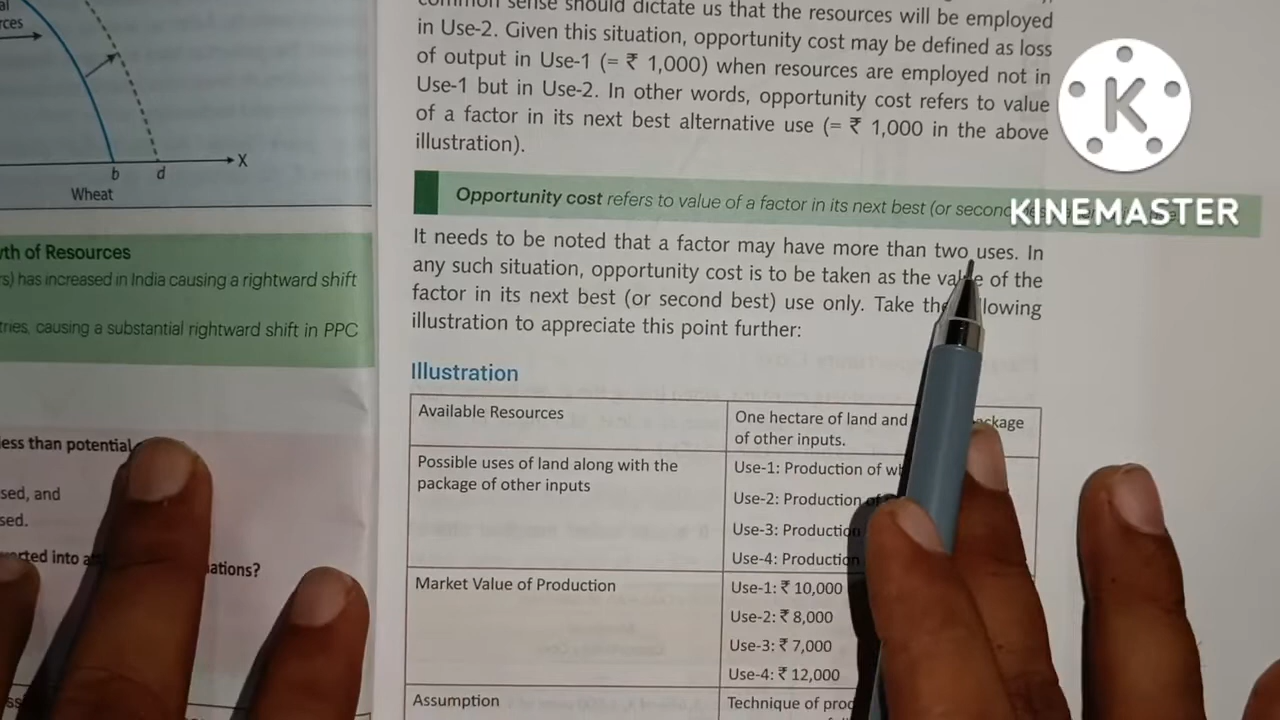 rces
X
b d
Wheat
th of Resources
has increased in India causing a rightward shift
causing a substantial rightward shift in PPC
less than potential
sed, and
sed.
into
ations?
common sense should dictate us that the resources will be employed
in Use-2. Given this situation, opportunity cost may be defined as loss
of output in Use-1 (= ₹ 1,000) when resources are employed not in
Use-1 but in Use-2. In other words, opportunity cost refers to value
of a factor in its next best alternative use (= ₹ 1,000 in the above
illustration).
Opportunity cost refers to value of a factor in its next best (or second
It needs to be noted that a factor may have more than two uses. In
any such situation, opportunity cost is to be taken as the value of the
factor in its next best (or second best) use only. Take the
illustration to appreciate this point further:
Illustration
Available Resources
One hectare of land and
of other inputs.
Possible uses of land along with the
package of other inputs
Use-1: Production of
Use-2: Production
Use-3: Production
Use-4: Production
Market Value of Production
Use-1: ₹ 10,000
Use-2: ₹ 8,000
Use-3: ₹ 7,000
Use-4: ₹ 12,000
Assumption
Technique of
K
KINEMASTER